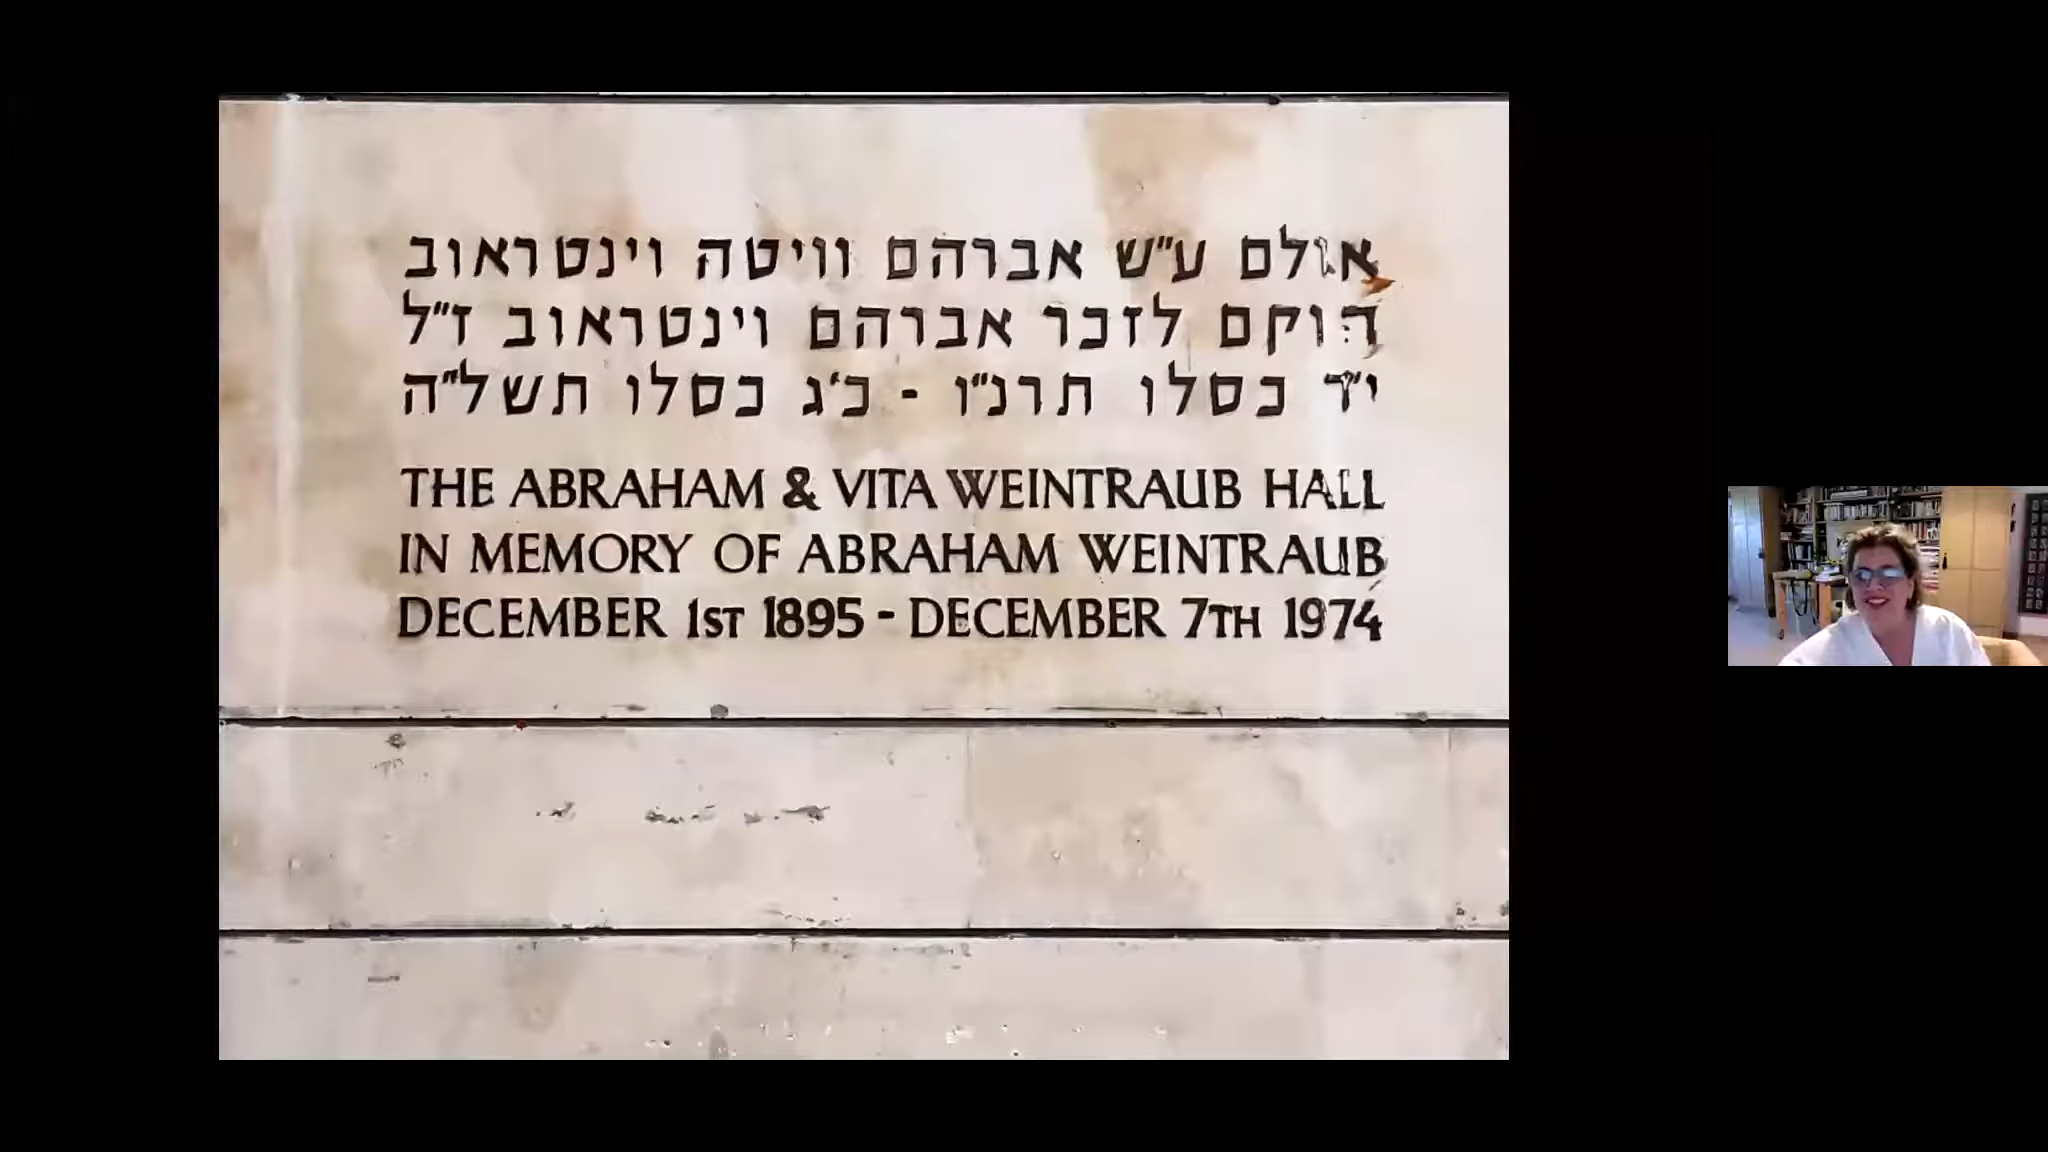 אולם ע"ש אברהם וויטה וינטראוב
הוקם לזכר אברהם וינטראוב ז"ל
י"ד כסלו תרנ"ו - כ'ג כסלו תשל"ה
THE ABRAHAM & VITA WEINTRAUB HALL
IN MEMORY OF ABRAHAM WEINTRAUB
DECEMBER 1ST 1895 - DECEMBER 7TH 1974